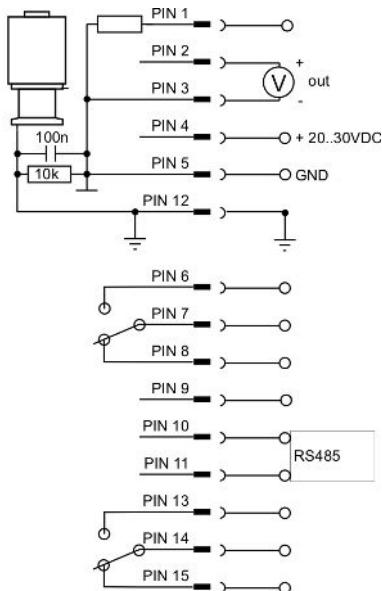 PIN 1
PIN 2
+
V
out
PIN 3
-
PIN 4
+ 20..30VDC
100n
PIN 5
GND
10k
PIN 12
PIN 6
PIN 7
PIN 8
PIN 9
PIN 10
RS485
PIN 11
PIN 13
PIN 14
PIN 15